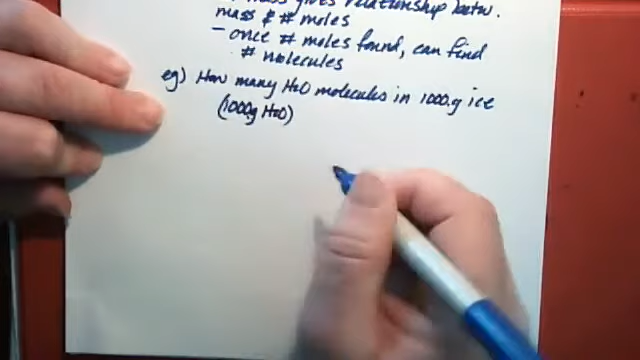 mass gives relationship betw.
mass & # moles
- once # moles found, can find
# molecules
eg) How many H2O molecules in 1000.g ice
(1000.g H2O)